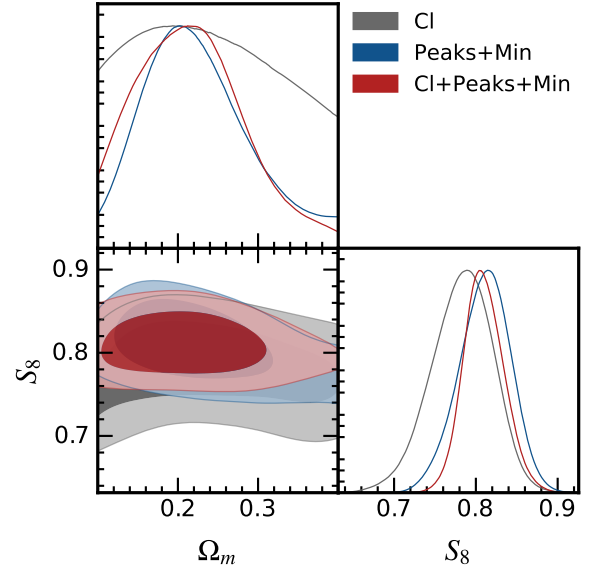 Cl
Peaks+Min
Cl+Peaks+Min
0.9
0.8
0.7
S₈
0.2 0.3
Ωₘ
0.7 0.8 0.9
S₈